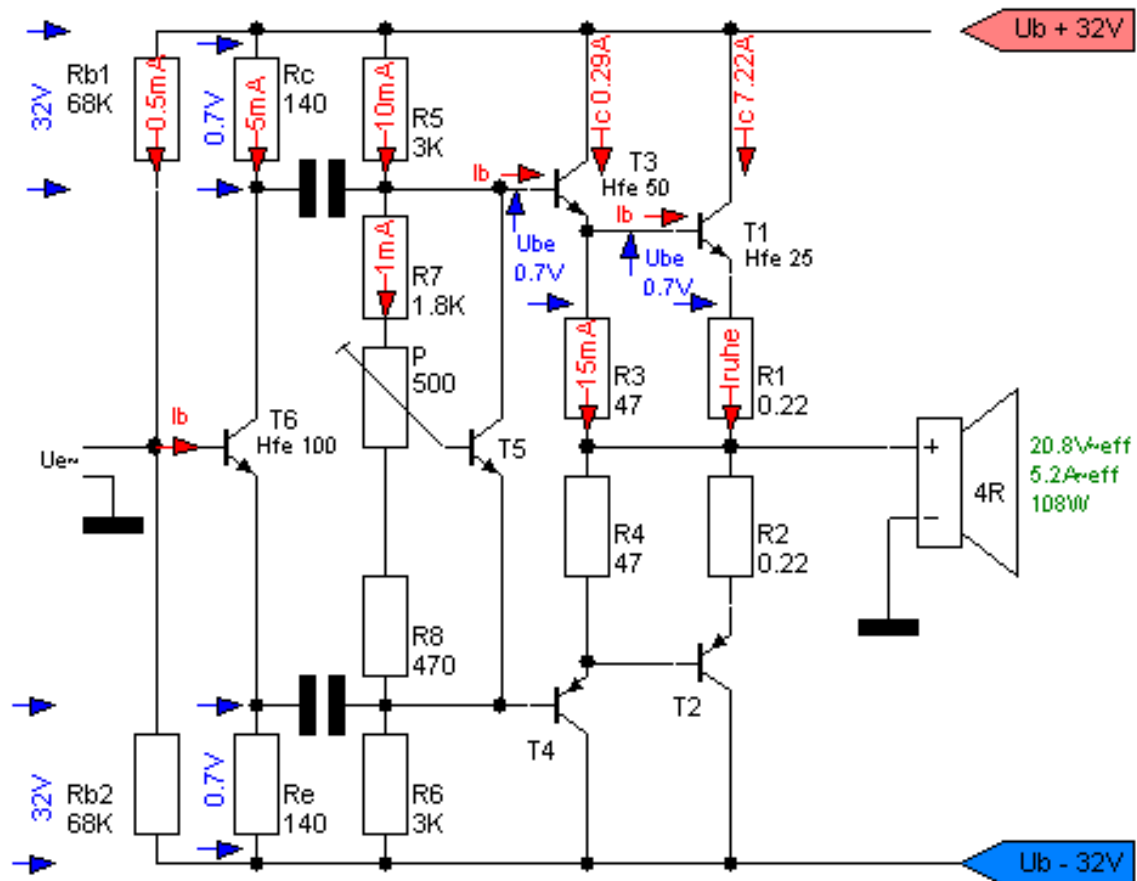 Ub + 32V
32V
Rb1
68K
0.5mA
0.7V
5mA
Rc
140
10mA
R5
3K
Ic 0.29A
Ic 7.22A
Ib
T3
Hfe 50
Ib
T1
Hfe 25
Ube
0.7V
Ube
0.7V
1mA
R7
1.8K
P
500
15mA
R3
47
Iruhe
R1
0.22
Ib
T6
Hfe 100
T5
Ue~
+
4R
-
20.8V~eff
5.2A~eff
108W
R4
47
R2
0.22
R8
470
T4
T2
32V
Rb2
68K
0.7V
Re
140
R6
3K
Ub - 32V